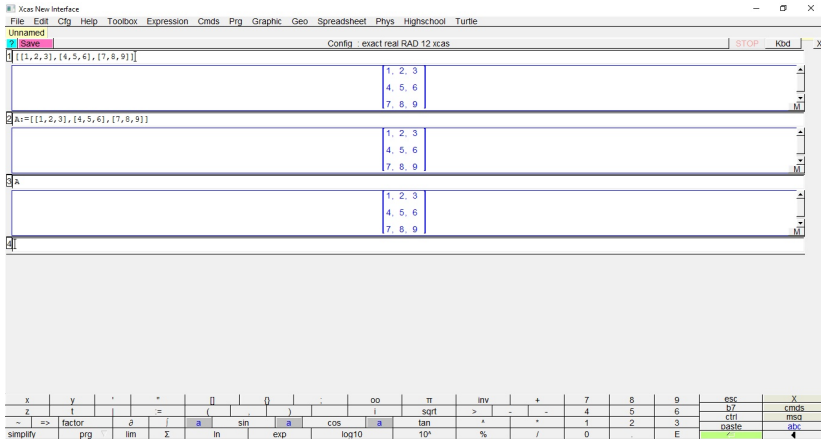 Xcas New Interface
File Edit Cfg Help Toolbox Expression Cmds Prg Graphic Geo Spreadsheet Phys Highschool Turtle
Unnamed
? Save Config : exact real RAD 12 xcas STOP Kbd X
1 [[1,2,3],[4,5,6],[7,8,9]]
1, 2, 3
4, 5, 6
7, 8, 9
M
2 A:=[[1,2,3],[4,5,6],[7,8,9]]
1, 2, 3
4, 5, 6
7, 8, 9
M
3 A
1, 2, 3
4, 5, 6
7, 8, 9
M
4
x y ' " [] {} ; oo π inv + 7 8 9 esc X
z t | := ( , ) i sqrt > - - 4 5 6 b7 cmds
~ => factor ∂ ∫ a sin a cos a tan ^ * 1 2 3 ctrl msg
simplify prg lim Σ ln exp log10 10^ % / 0 . E paste abc